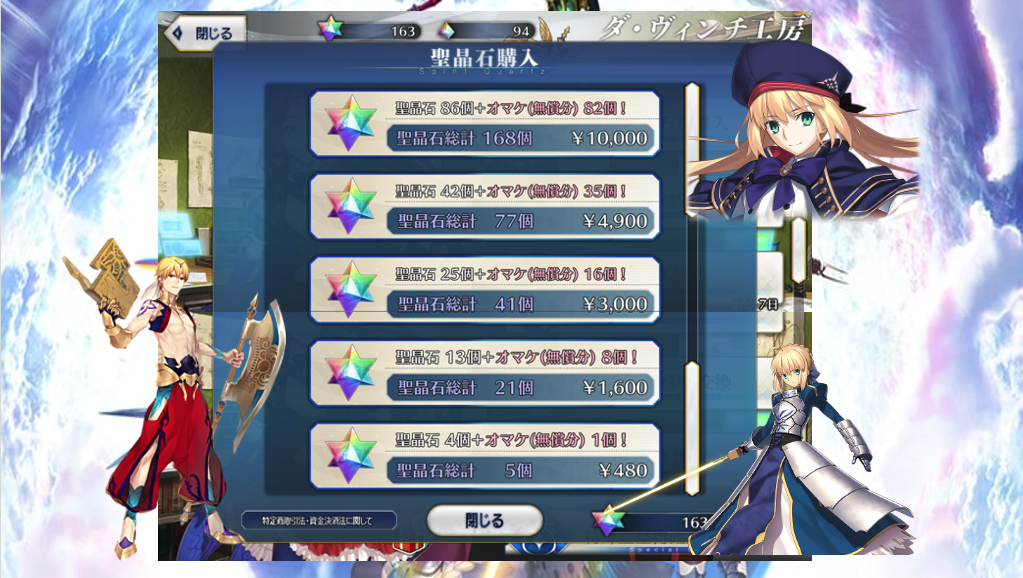 閉じる
163
94
ダ・ヴィンチ工房
聖晶石購入
Saint Quartz
聖晶石 86個+オマケ(無償分) 82個！
聖晶石総計 168個 ¥10,000
聖晶石 42個+オマケ(無償分) 35個！
聖晶石総計 77個 ¥4,900
聖晶石 25個+オマケ(無償分) 16個！
聖晶石総計 41個 ¥3,000
7日
聖晶石 13個+オマケ(無償分) 8個！
聖晶石総計 21個 ¥1,600
交換
聖晶石 4個+オマケ(無償分) 1個！
聖晶石総計 5個 ¥480
特定商取引法・資金決済法に関して
閉じる
163
Special